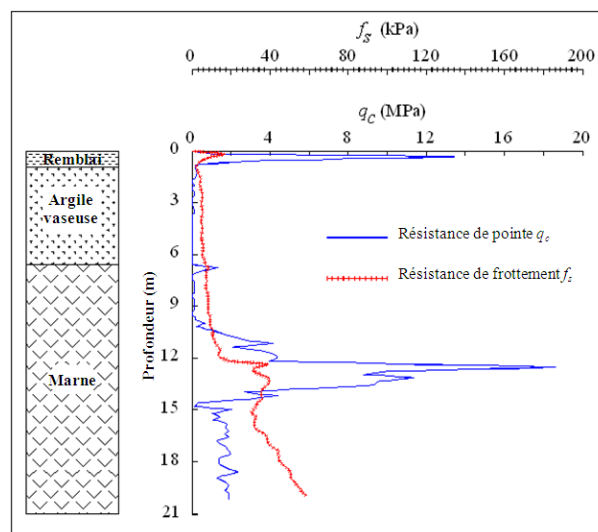 f_s (kPa)
0 40 80 120 160 200
q_C (MPa)
0 4 8 12 16 20
Remblai
Argile
vaseuse
Marne
Profondeur (m)
0
3
6
9
12
15
18
21
Résistance de pointe q_c
Résistance de frottement f_s